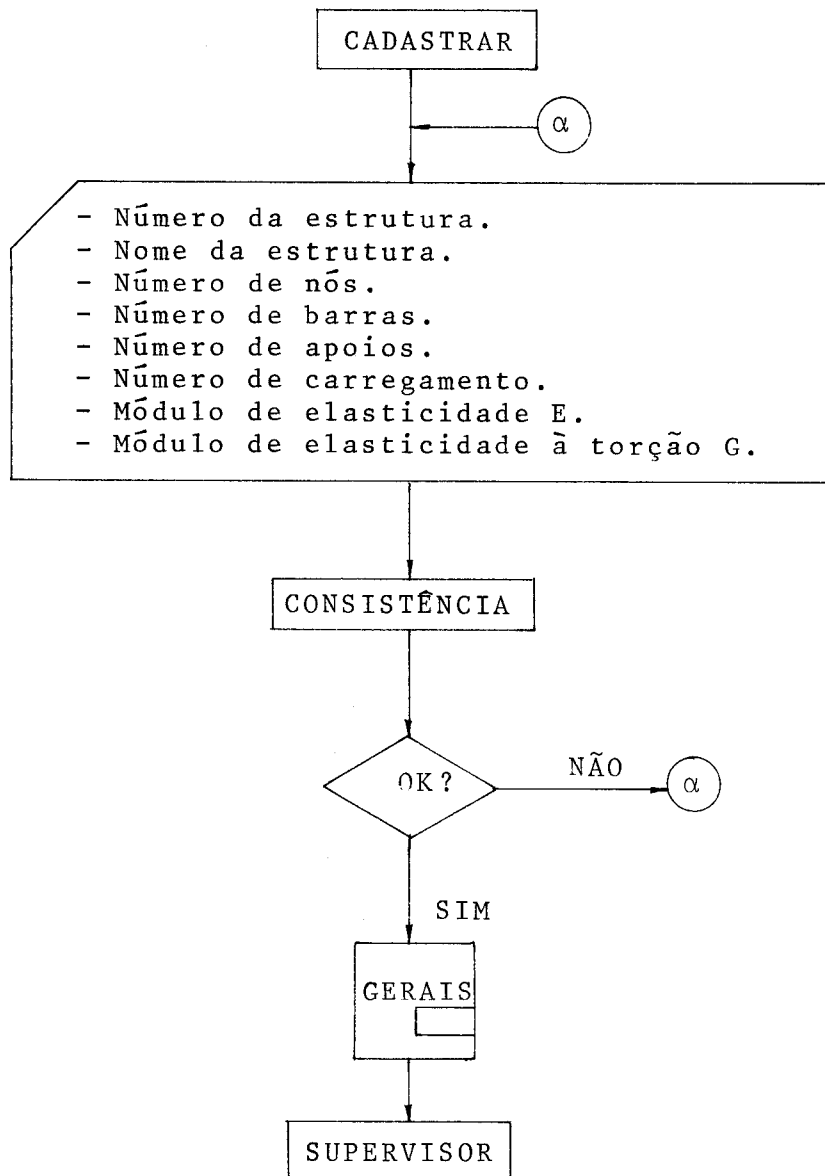 CADASTRAR
α
- Número da estrutura.
- Nome da estrutura.
- Número de nós.
- Número de barras.
- Número de apoios.
- Número de carregamento.
- Módulo de elasticidade E.
- Módulo de elasticidade à torção G.
CONSISTÊNCIA
OK?
NÃO
α
SIM
GERAIS
SUPERVISOR